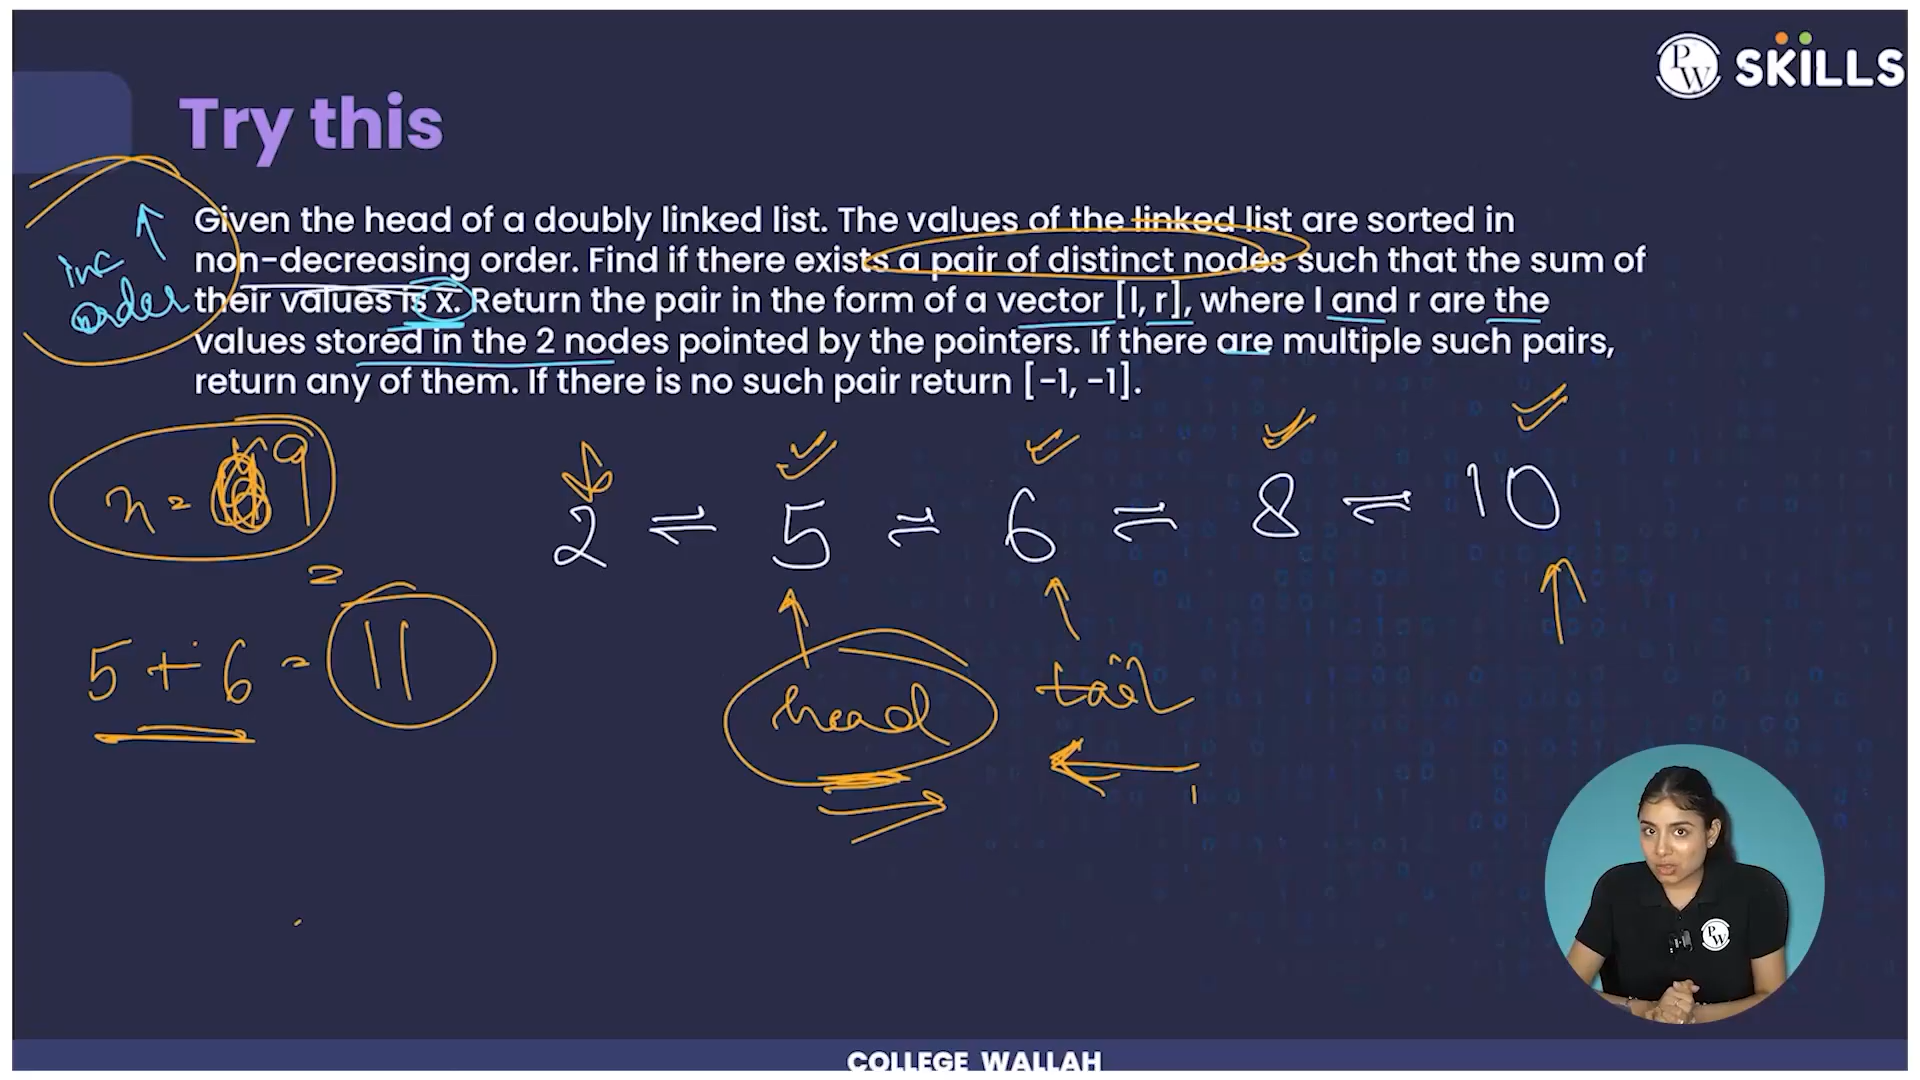 PW SKILLS
Try this
Given the head of a doubly linked list. The values of the linked list are sorted in
non-decreasing order. Find if there exists a pair of distinct nodes such that the sum of
their values is x. Return the pair in the form of a vector [l, r], where l and r are the
values stored in the 2 nodes pointed by the pointers. If there are multiple such pairs,
return any of them. If there is no such pair return [-1, -1].
inc
order
x = 9
2 ⇌ 5 ⇌ 6 ⇌ 8 ⇌ 10
5 + 6 = 11
head tail
PW
COLLEGE WALLAH